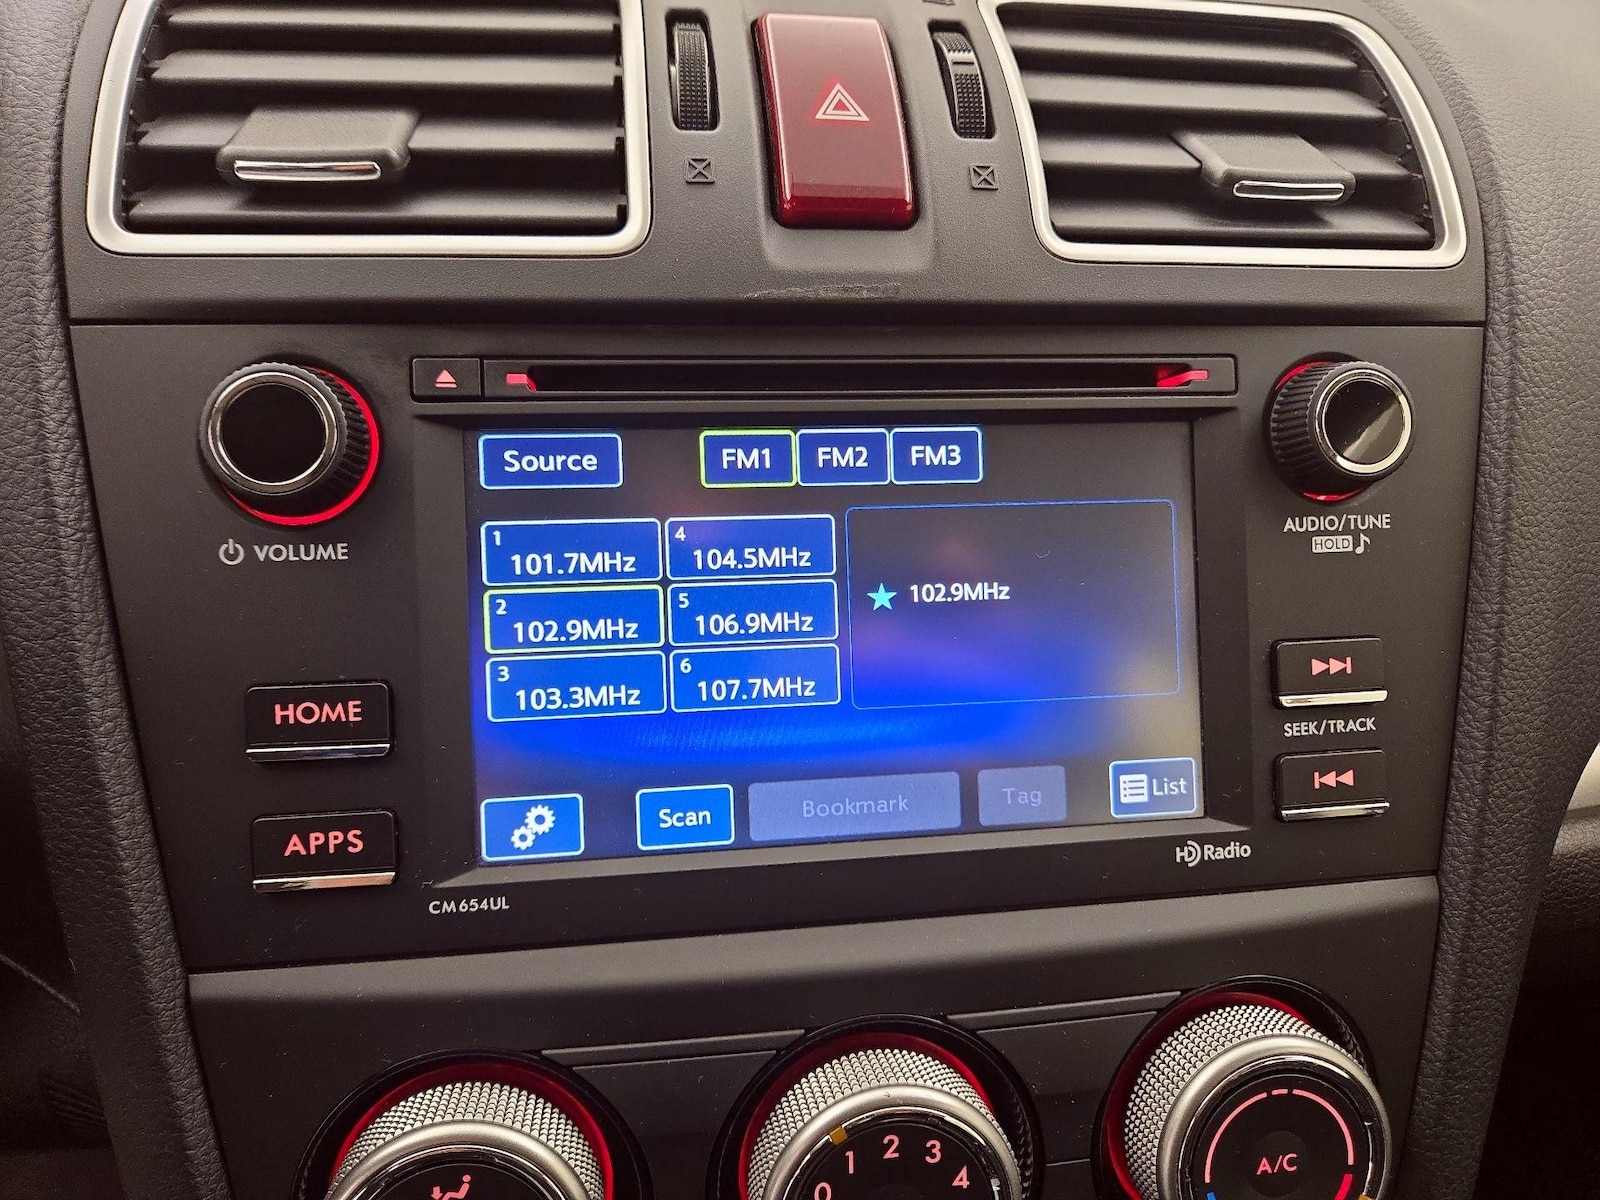 Source
FM1 FM2 FM3
1 101.7MHz
4 104.5MHz
2 102.9MHz
5 106.9MHz
3 103.3MHz
6 107.7MHz
★ 102.9MHz
Scan
Bookmark
Tag
List
VOLUME
HOME
APPS
CM654UL
AUDIO/TUNE
HOLD
SEEK/TRACK
HD Radio
0 1 2 3 4
A/C